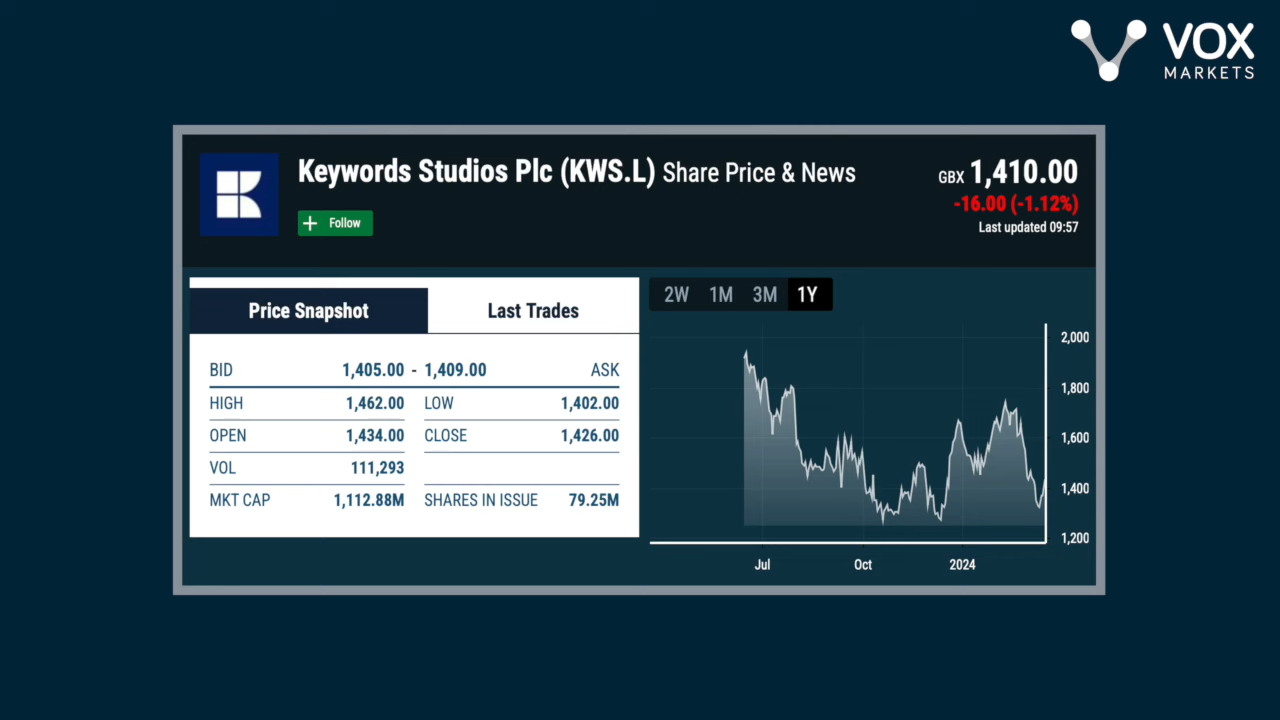 VOX
MARKETS
Keywords Studios Plc (KWS.L) Share Price & News
GBX 1,410.00
-16.00 (-1.12%)
+ Follow
Last updated 09:57
Price Snapshot
Last Trades
2W 1M 3M 1Y
BID 1,405.00 - 1,409.00 ASK
HIGH 1,462.00 LOW 1,402.00
OPEN 1,434.00 CLOSE 1,426.00
VOL 111,293
MKT CAP 1,112.88M SHARES IN ISSUE 79.25M
2,000
1,800
1,600
1,400
1,200
Jul Oct 2024